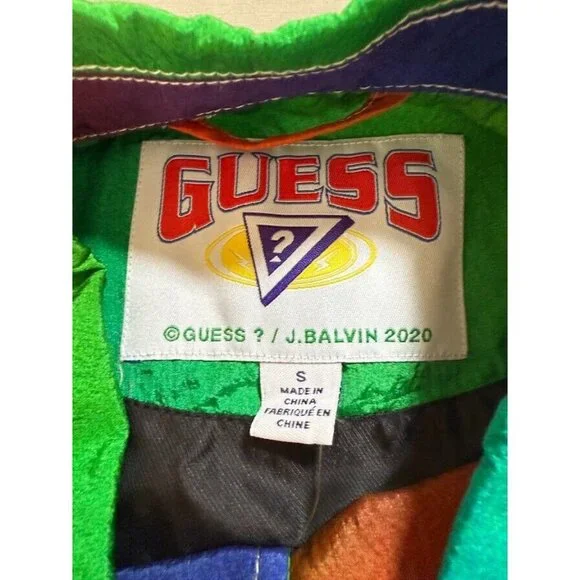 GUESS
?
©GUESS ? / J.BALVIN 2020
S
MADE IN
CHINA
FABRIQUÉ EN
CHINE